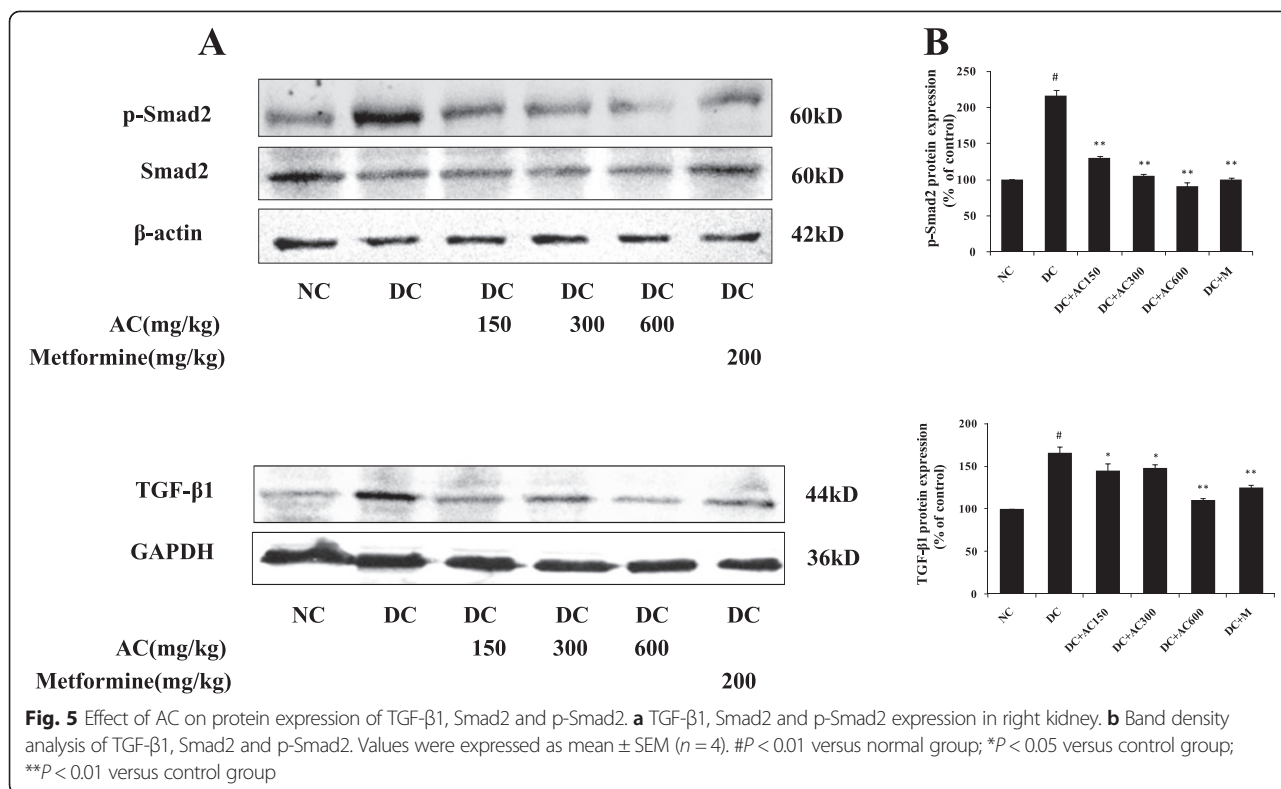 A
p-Smad2
60kD
Smad2
60kD
β-actin
42kD
NC DC DC DC DC DC
AC(mg/kg) 150 300 600
Metformine(mg/kg) 200
TGF-β1
44kD
GAPDH
36kD
NC DC DC DC DC DC
AC(mg/kg) 150 300 600
Metformine(mg/kg) 200
B
p-Smad2 protein expression
(% of control)
250
200
150
100
50
0
#
**
**
**
**
NC DC DC+AC150 DC+AC300 DC+AC600 DC+M
TGF-β1 protein expression
(% of control)
200
150
100
50
0
#
*
*
**
**
NC DC DC+AC150 DC+AC300 DC+AC600 DC+M
Fig. 5 Effect of AC on protein expression of TGF-β1, Smad2 and p-Smad2. a TGF-β1, Smad2 and p-Smad2 expression in right kidney. b Band density
analysis of TGF-β1, Smad2 and p-Smad2. Values were expressed as mean ± SEM (n = 4). #P < 0.01 versus normal group; *P < 0.05 versus control group;
**P < 0.01 versus control group